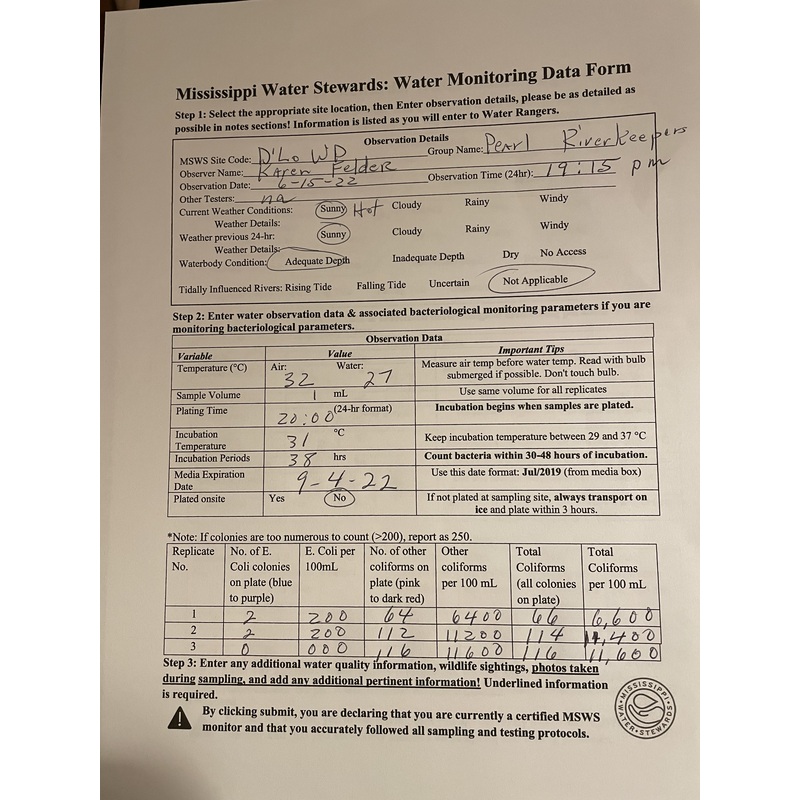 Mississippi Water Stewards: Water Monitoring Data Form
Step 1: Select the appropriate site location, then Enter observation details, please be as detailed as
possible in notes sections! Information is listed as you will enter to Water Rangers.
Observation Details
MSWS Site Code: D'Lo WP Group Name: Pearl Riverkeepers
Observer Name: Karen Felder
Observation Date: 6-15-22 Observation Time (24hr): 19:15 pm
Other Testers: na
Current Weather Conditions: Sunny Hot Cloudy Rainy Windy
Weather Details:
Weather previous 24-hr: Sunny Cloudy Rainy Windy
Weather Details:
Waterbody Condition: Adequate Depth Inadequate Depth Dry No Access
Tidally Influenced Rivers: Rising Tide Falling Tide Uncertain Not Applicable
Step 2: Enter water observation data & associated bacteriological monitoring parameters if you are
monitoring bacteriological parameters.
Observation Data
Variable Value Important Tips
Temperature (°C) Air: 32 Water: 27 Measure air temp before water temp. Read with bulb
submerged if possible. Don't touch bulb.
Sample Volume 1 mL Use same volume for all replicates
Plating Time 20:00 (24-hr format) Incubation begins when samples are plated.
Incubation
Temperature 31 °C Keep incubation temperature between 29 and 37 °C
Incubation Periods 38 hrs Count bacteria within 30-48 hours of incubation.
Media Expiration
Date 9-4-22 Use this date format: Jul/2019 (from media box)
Plated onsite Yes No If not plated at sampling site, always transport on
ice and plate within 3 hours.
*Note: If colonies are too numerous to count (>200), report as 250.
Replicate No. of E. E. Coli per No. of other Other Total Total
No. Coli colonies 100mL coliforms on coliforms Coliforms Coliforms
on plate (blue plate (pink per 100 mL (all colonies per 100 mL
to purple) to dark red) on plate)
1 2 200 64 6400 66 6,600
2 2 200 112 11200 114 11,400
3 0 000 116 11600 116 11,600
Step 3: Enter any additional water quality information, wildlife sightings, photos taken
during sampling, and add any additional pertinent information! Underlined information
is required.
By clicking submit, you are declaring that you are currently a certified MSWS
monitor and that you accurately followed all sampling and testing protocols.
MISSISSIPPI
WATER STEWARDS